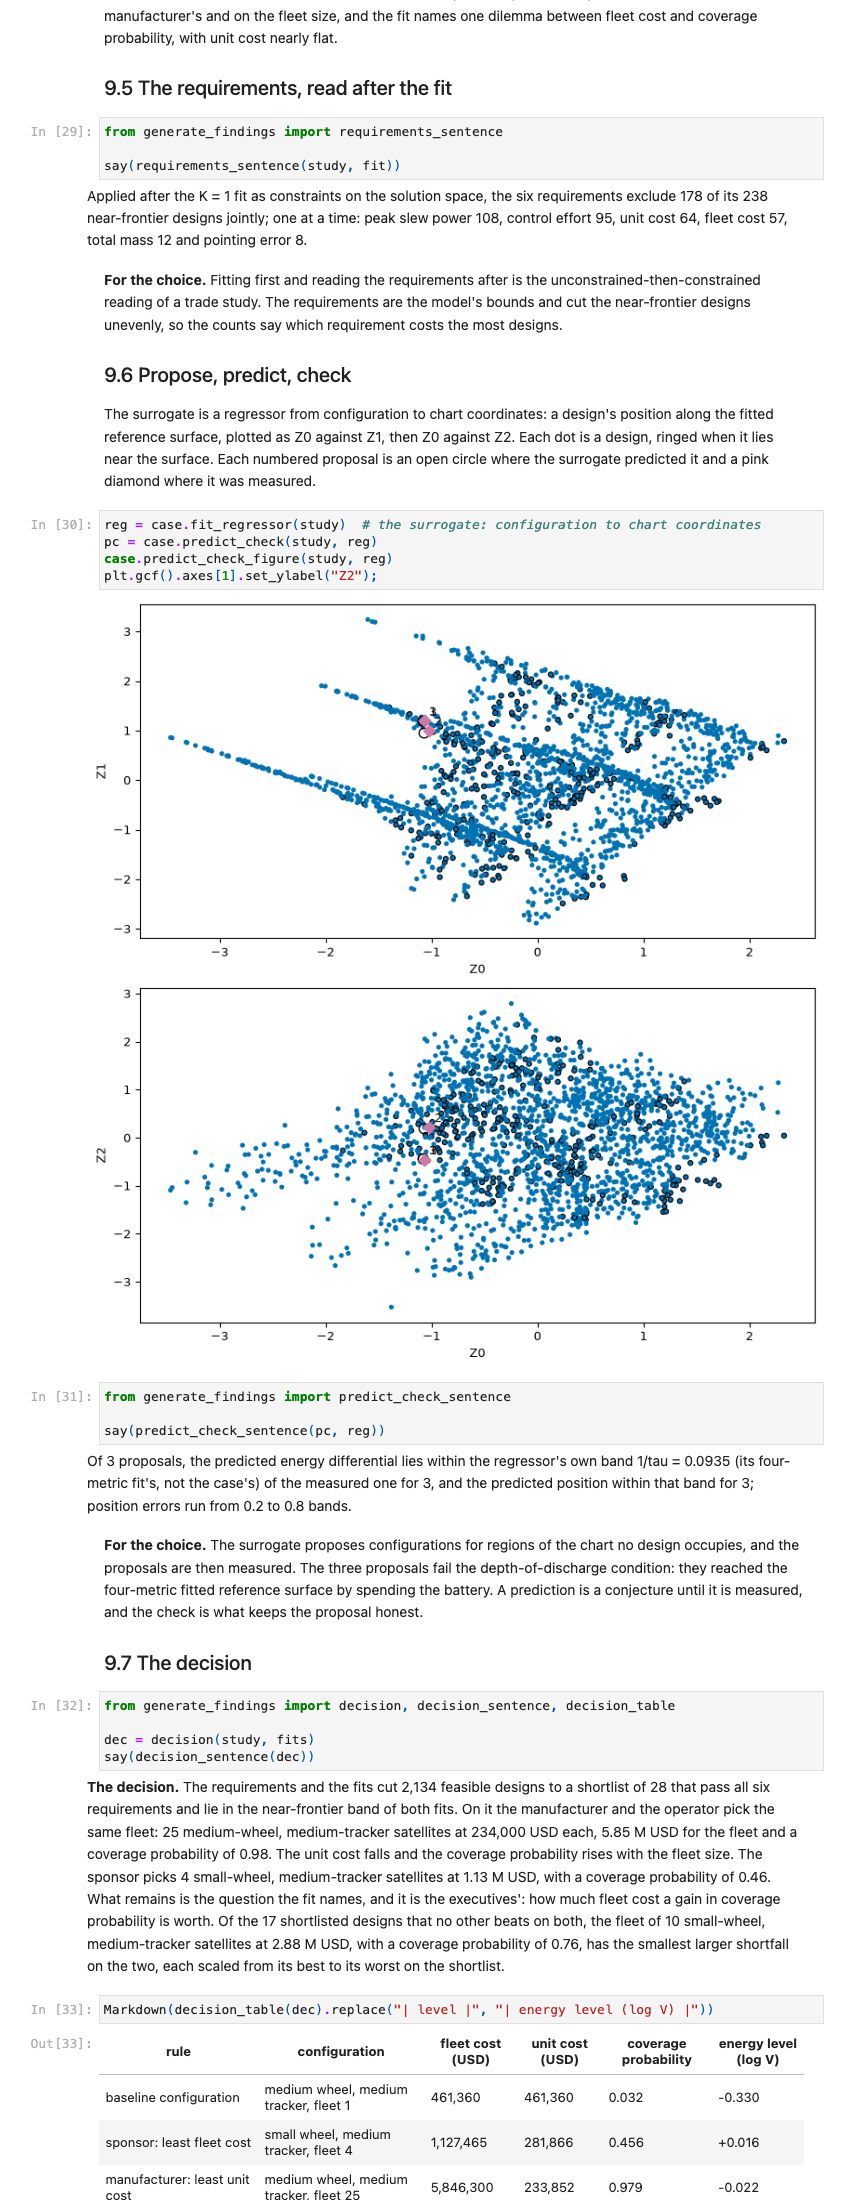 manufacturer's and on the fleet size, and the fit names one dilemma between fleet cost and coverage
probability, with unit cost nearly flat.
9.5 The requirements, read after the fit
In [29]: from generate_findings import requirements_sentence
say(requirements_sentence(study, fit))
Applied after the K = 1 fit as constraints on the solution space, the six requirements exclude 178 of its 238
near-frontier designs jointly; one at a time: peak slew power 108, control effort 95, unit cost 64, fleet cost 57,
total mass 12 and pointing error 8.
For the choice. Fitting first and reading the requirements after is the unconstrained-then-constrained
reading of a trade study. The requirements are the model's bounds and cut the near-frontier designs
unevenly, so the counts say which requirement costs the most designs.
9.6 Propose, predict, check
The surrogate is a regressor from configuration to chart coordinates: a design's position along the fitted
reference surface, plotted as Z0 against Z1, then Z0 against Z2. Each dot is a design, ringed when it lies
near the surface. Each numbered proposal is an open circle where the surrogate predicted it and a pink
diamond where it was measured.
In [30]: reg = case.fit_regressor(study)  # the surrogate: configuration to chart coordinates
pc = case.predict_check(study, reg)
case.predict_check_figure(study, reg)
plt.gcf().axes[1].set_ylabel("Z2");
3
2
1
0
−1
−2
−3
Z1
3
−3 −2 −1 0 1 2
Z0
3
2
1
0
−1
−2
−3
Z2
−3 −2 −1 0 1 2
Z0
In [31]: from generate_findings import predict_check_sentence
say(predict_check_sentence(pc, reg))
Of 3 proposals, the predicted energy differential lies within the regressor's own band 1/tau = 0.0935 (its four-
metric fit's, not the case's) of the measured one for 3, and the predicted position within that band for 3;
position errors run from 0.2 to 0.8 bands.
For the choice. The surrogate proposes configurations for regions of the chart no design occupies, and the
proposals are then measured. The three proposals fail the depth-of-discharge condition: they reached the
four-metric fitted reference surface by spending the battery. A prediction is a conjecture until it is measured,
and the check is what keeps the proposal honest.
9.7 The decision
In [32]: from generate_findings import decision, decision_sentence, decision_table
dec = decision(study, fits)
say(decision_sentence(dec))
The decision. The requirements and the fits cut 2,134 feasible designs to a shortlist of 28 that pass all six
requirements and lie in the near-frontier band of both fits. On it the manufacturer and the operator pick the
same fleet: 25 medium-wheel, medium-tracker satellites at 234,000 USD each, 5.85 M USD for the fleet and a
coverage probability of 0.98. The unit cost falls and the coverage probability rises with the fleet size. The
sponsor picks 4 small-wheel, medium-tracker satellites at 1.13 M USD, with a coverage probability of 0.46.
What remains is the question the fit names, and it is the executives': how much fleet cost a gain in coverage
probability is worth. Of the 17 shortlisted designs that no other beats on both, the fleet of 10 small-wheel,
medium-tracker satellites at 2.88 M USD, with a coverage probability of 0.76, has the smallest larger shortfall
on the two, each scaled from its best to its worst on the shortlist.
In [33]: Markdown(decision_table(dec).replace("| level |", "| energy level (log V) |"))
Out[33]:
rule configuration fleet cost (USD) unit cost (USD) coverage probability energy level (log V)
baseline configuration medium wheel, medium tracker, fleet 1 461,360 461,360 0.032 -0.330
sponsor: least fleet cost small wheel, medium tracker, fleet 4 1,127,465 281,866 0.456 +0.016
manufacturer: least unit cost medium wheel, medium tracker, fleet 25 5,846,300 233,852 0.979 -0.022